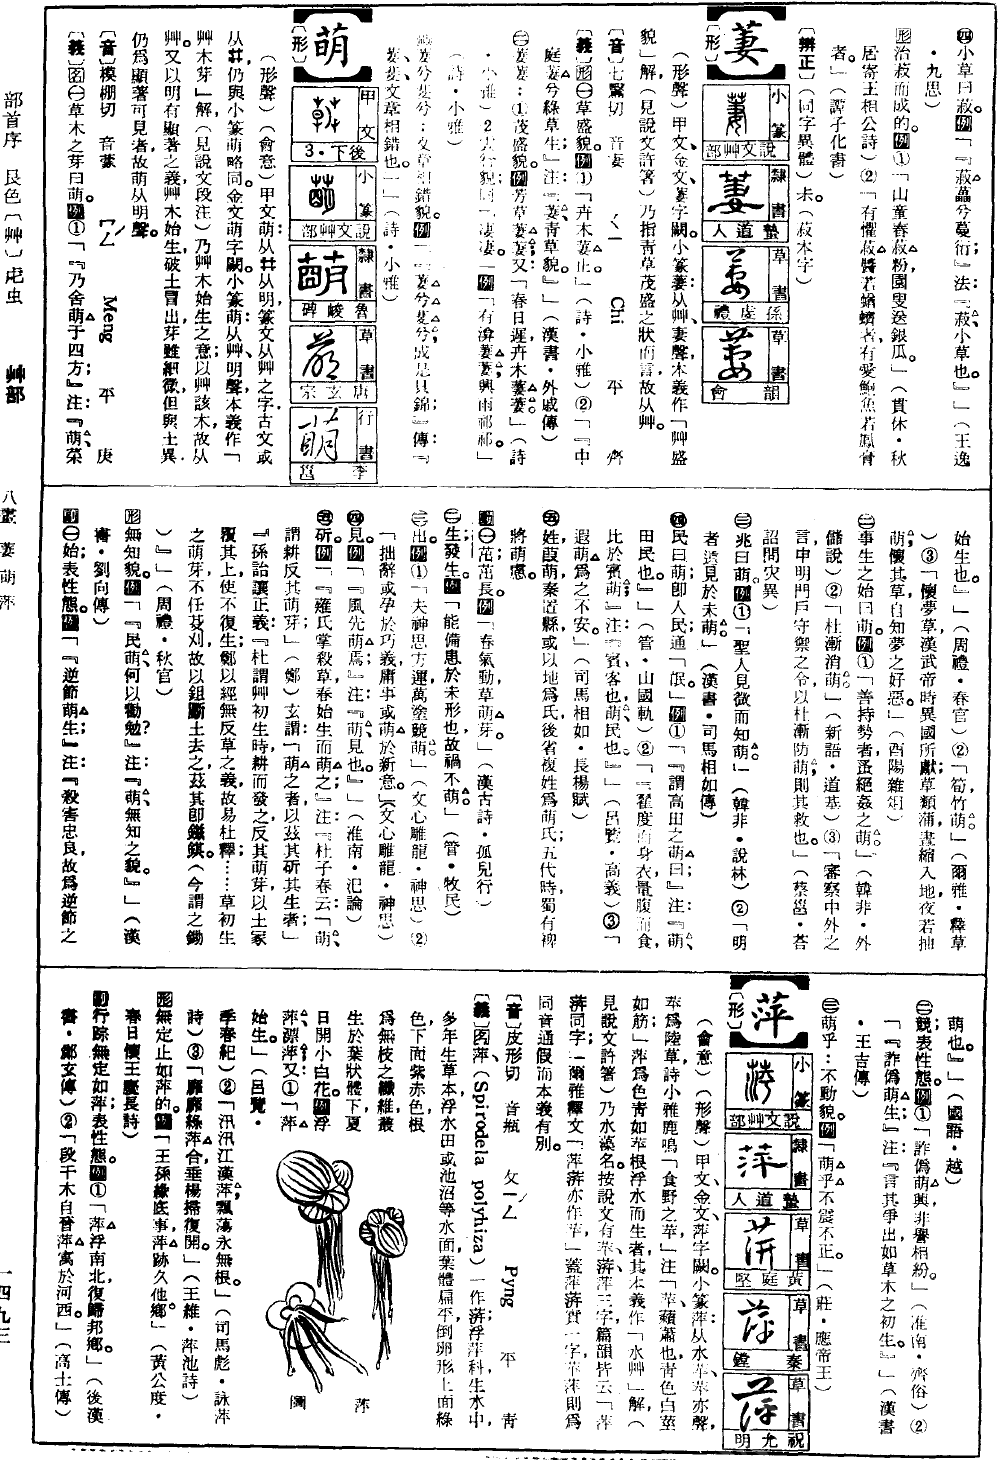 ㊃小草曰菽。例「『菽藟兮蔓衍』法：『菽小草也。』」（王逸
・九思）
形治菽而成的。例①「山童舂菽粉園叟送銀瓜。」（貫休・秋
居寄王相公詩）②「有懼菽醬若蝤蠐者有愛鮑魚若鳳膏
者。」（譚子化書）
〔辨正〕（同字異體）未。（菽本字）
萋
〔形〕
小篆
說文艸部
隸書
蟄道人
草書
孫虔禮
草書
韻會
（形聲）甲文、金文、萋字闕。小篆萋从艸、妻聲本義作「艸盛
貌」解（見說文許箸）乃指青草茂盛之狀而言故从艸。
〔音〕七驚切 音妻 ㄑㄧ Chi 平 齊
〔義〕形㊀草盛貌。例①「卉木萋止。」（詩・小雅）②「『中
庭萋兮綠草生』注：『萋青草貌。』」（漢書・外戚傳）
㊁萋萋：①茂盛貌。例芳草萋萋；又「春日遲遲卉木萋萋。」（詩
・小雅）2雲行貌同「淒淒。」例「有渰萋萋，興雨祁祁。」
（詩・小雅）
萋兮斐兮：文章相錯貌。例「『萋兮斐兮成是貝錦』傳：『
萋斐文章相錯也』」（詩・小雅）
萌
〔形〕
甲文
後下・3
小篆
說文艸部
隸書
魯峻碑
草書
唐玄宗
行書
李邕
（形聲）（會意）甲文萌从茻从明，篆文从艸之字古文或
从茻，仍與小篆萌略同。金文萌字闕。小篆萌：从艸、明聲本義作「
艸木芽」解（見說文段注）乃艸木始生之意；以艸該木，故从
艸。又以明有顯著之義，艸木始生，破土冒出，芽雖細微，但與土異，
仍爲顯著可見者，故萌从明聲。
〔音〕模棚切 音蒙 ㄇㄥ Meng 平 庚
〔義〕名㊀草木之芽曰萌。例①「『乃舍萌于四方』注：『萌、菜
始生也。』」（周禮・春官）②「筍竹萌。」（爾雅・釋草
）③「懷夢草，漢武帝時異國所獻，草類蒲，晝縮入地，夜若抽
萌，懷其草自知夢之好惡。」（酉陽雜俎）
㊁事生之始曰萌。例①「善持勢者蚤絕姦之萌。」（韓非・外
儲說）②「杜漸消萌」（新語・道基）③「審察中外之
言，申明門戶守禦之令，以杜漸防萌，則其救也。」（蔡邕・荅
詔問灾異）
㊂兆曰萌。例①「聖人見微而知萌。」（韓非・說林）②「明
者遠見於未萌。」（漢書・司馬相如傳）
㊃民曰萌，卽人民，通「氓。」例①「『謂高田之萌曰』注：『萌、
田民也。』」（管・山國軌）②「『翟度身而衣，量腹而食，
比於賓萌』注：『賓、客也，萌、民也。』」（呂覽・高義）③「
遐萌爲之不安。」（司馬相如・長楊賦）
㊄姓葭萌，秦置縣，或以地爲氏，後省複姓爲萌氏，五代時，蜀有裨
將萌慮。
動㊀茁茁長。例「春氣動，草萌芽。」（漢古詩・孤兒行）
㊁生；發生。例「能備患於未形也，故禍不萌。」（管・牧民）
㊂出。例①「夫神思方運，萬塗競萌」（文心雕龍・神思）②
「拙辭或孕於巧義，庸事或萌於新意。」（文心雕龍・神思）
㊃見。例「『風先萌焉』注：『萌見也。』」（淮南・氾論）
㊄斫。例「『薙氏掌殺草春始生而萌之』注：『杜子春云「萌、
謂耕反其萌芽」（鄭）玄謂：「萌之者，以茲其斫其生者」
『孫詒讓正義：『杜謂艸初生時，耕而發之，反其萌芽，以土冢
覆其上，使不復生；鄭以經無反草之義，故易杜釋；……草初生
之萌芽，不任芟刈，故以鉏斸土去之。茲其卽鎡錤。（今謂之鋤
）』」（周禮・秋官）
形無知貌。例「『民萌何以勸勉？』注：『萌、無知之貌。』」（漢
書・劉向傳）
副㊀始，表性態。例「『逆節萌生』注：『殺害忠良，故爲逆節之
萌也。』」（國語・越）
㊁競，表性態。例①「詐僞萌興，非譽相紛。」（淮南・齊俗）②
「『詐僞萌生』注：『言其爭出，如草木之初生。』」（漢書
・王吉傳）
㊂萌乎：不動貌。例「萌乎不震不正。」（莊・應帝王）
萍
〔形〕
小篆
說文艸部
隸書
蟄道人
草書
黃庭堅
草書
秦鏜
草書
祝允明
（會意）（形聲）甲文、金文、萍字闕。小篆萍：从水苹，苹亦聲，
苹爲陸草，詩小雅鹿鳴「食野之苹」注「苹，藾蕭也，青色白莖
如筋」萍爲色青如苹，根浮水而生者，其本義作「水艸」解（
見說文許箸）乃水藻名。按說文有苹、蓱、萍三字，篇韻皆云「萍
蓱同字」爾雅釋文「萍、蓱亦作苹」蓋萍、蓱實一字，苹、萍則爲
同音通假而本義有別。
〔音〕皮形切 音瓶 ㄆㄧㄥ Pyng 平 青
〔義〕名萍（Spirodela polyhiza）一作蓱，浮萍科，生水中，
多年生草本，浮水田或池沼等水面，葉體扁平，倒卵形，上面綠
色，下面紫赤色，根
爲無枝之纖維，叢
生於葉狀體下，夏
日開小白花。例浮
萍；漂萍；又①「萍
始生。」（呂覽・
季春紀）②「汎汎江漢萍，飄蕩永無根。」（司馬彪・詠萍
詩）③「靡靡綠萍合，垂楊掃復開。」（王維・萍池詩）
萍
圖
形無定止如萍的。例「王孫緣底事，萍跡久他鄉。」（黃公度・
春日懷王慶長詩）
副行踪無定如萍，表性態。例①「萍浮南北，復歸邦鄉。」（後漢
書・鄭玄傳）②「段干木自晉萍寓於河西。」（高士傳）
部首序 艮色〔艸〕虍虫 艸部 八畫 萋萌萍 一四九三